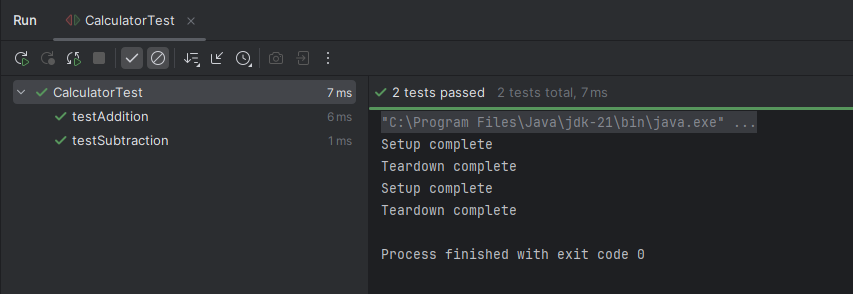 Run CalculatorTest
CalculatorTest 7 ms
testAddition 6 ms
testSubtraction 1 ms
2 tests passed 2 tests total, 7 ms
"C:\Program Files\Java\jdk-21\bin\java.exe" ...
Setup complete
Teardown complete
Setup complete
Teardown complete
Process finished with exit code 0